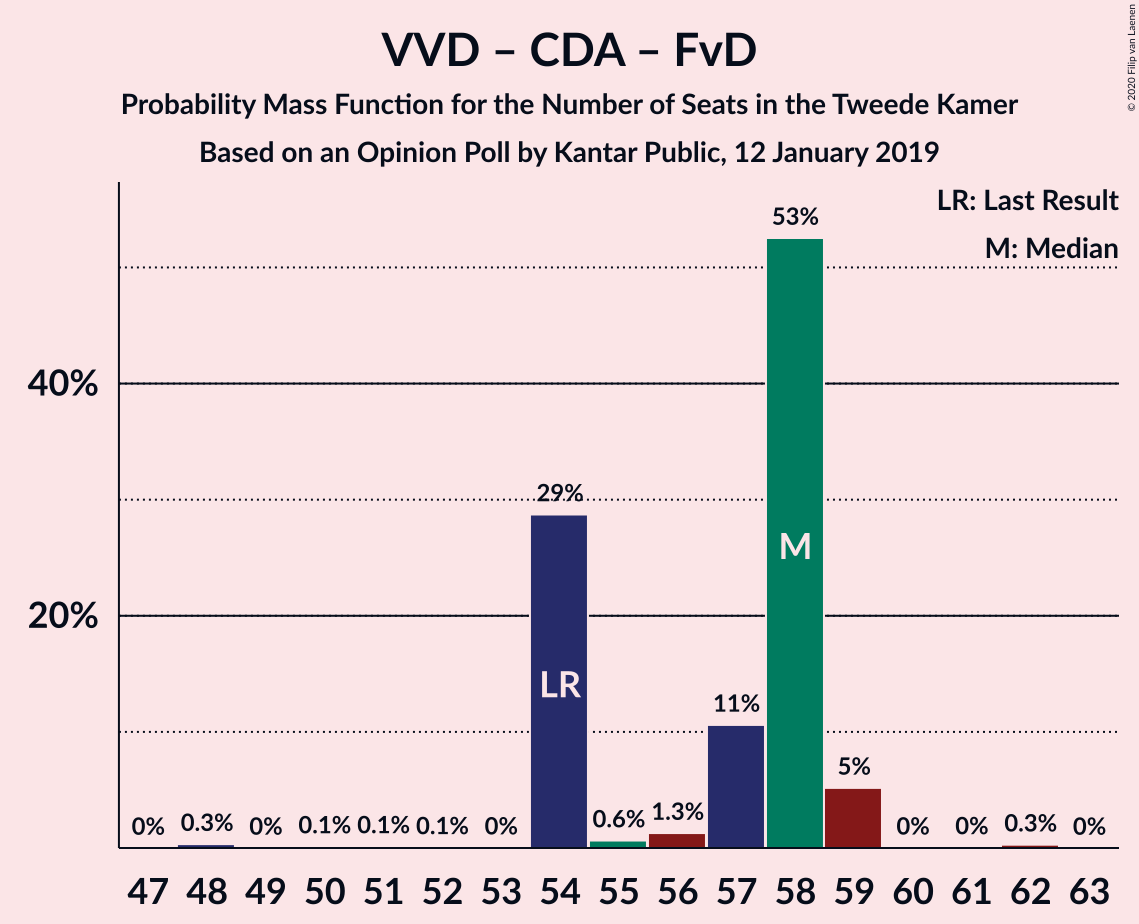 VVD – CDA – FvD
Probability Mass Function for the Number of Seats in the Tweede Kamer
Based on an Opinion Poll by Kantar Public, 12 January 2019
© 2020 Filip van Laenen
LR: Last Result
M: Median
40%
20%
0%
0.3%
0%
0.1%
0.1%
0.1%
0%
29%
0.6%
1.3%
11%
53%
5%
0%
0%
0.3%
0%
LR
M
47 48 49 50 51 52 53 54 55 56 57 58 59 60 61 62 63